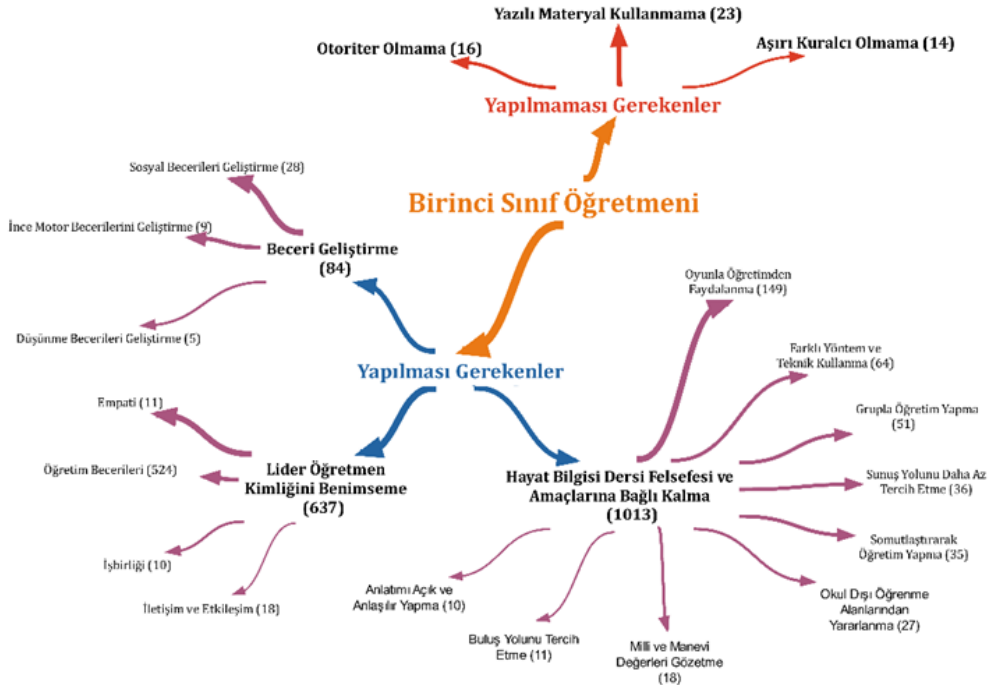 Yazılı Materyal Kullanmama (23)
Otoriter Olmama (16)
Aşırı Kuralcı Olmama (14)
Yapılmaması Gerekenler
Birinci Sınıf Öğretmeni
Sosyal Becerileri Geliştirme (28)
İnce Motor Becerilerini Geliştirme (9)
Beceri Geliştirme
(84)
Düşünme Becerileri Geliştirme (5)
Yapılması Gerekenler
Oyunla Öğretimden
Faydalanma (149)
Farklı Yöntem ve
Teknik Kullanma (64)
Grupla Öğretim Yapma
(51)
Sunuş Yolunu Daha Az
Tercih Etme (36)
Somutlaştırarak
Öğretim Yapma (35)
Okul Dışı Öğrenme
Alanlarından
Yararlanma (27)
Empati (11)
Öğretim Becerileri (524)
Lider Öğretmen
Kimliğini Benimseme
(637)
İşbirliği (10)
İletişim ve Etkileşim (18)
Hayat Bilgisi Dersi Felsefesi ve
Amaçlarına Bağlı Kalma
(1013)
Anlatımı Açık ve
Anlaşılır Yapma (10)
Buluş Yolunu Tercih
Etme (11)
Milli ve Manevi
Değerleri Gözetme
(18)